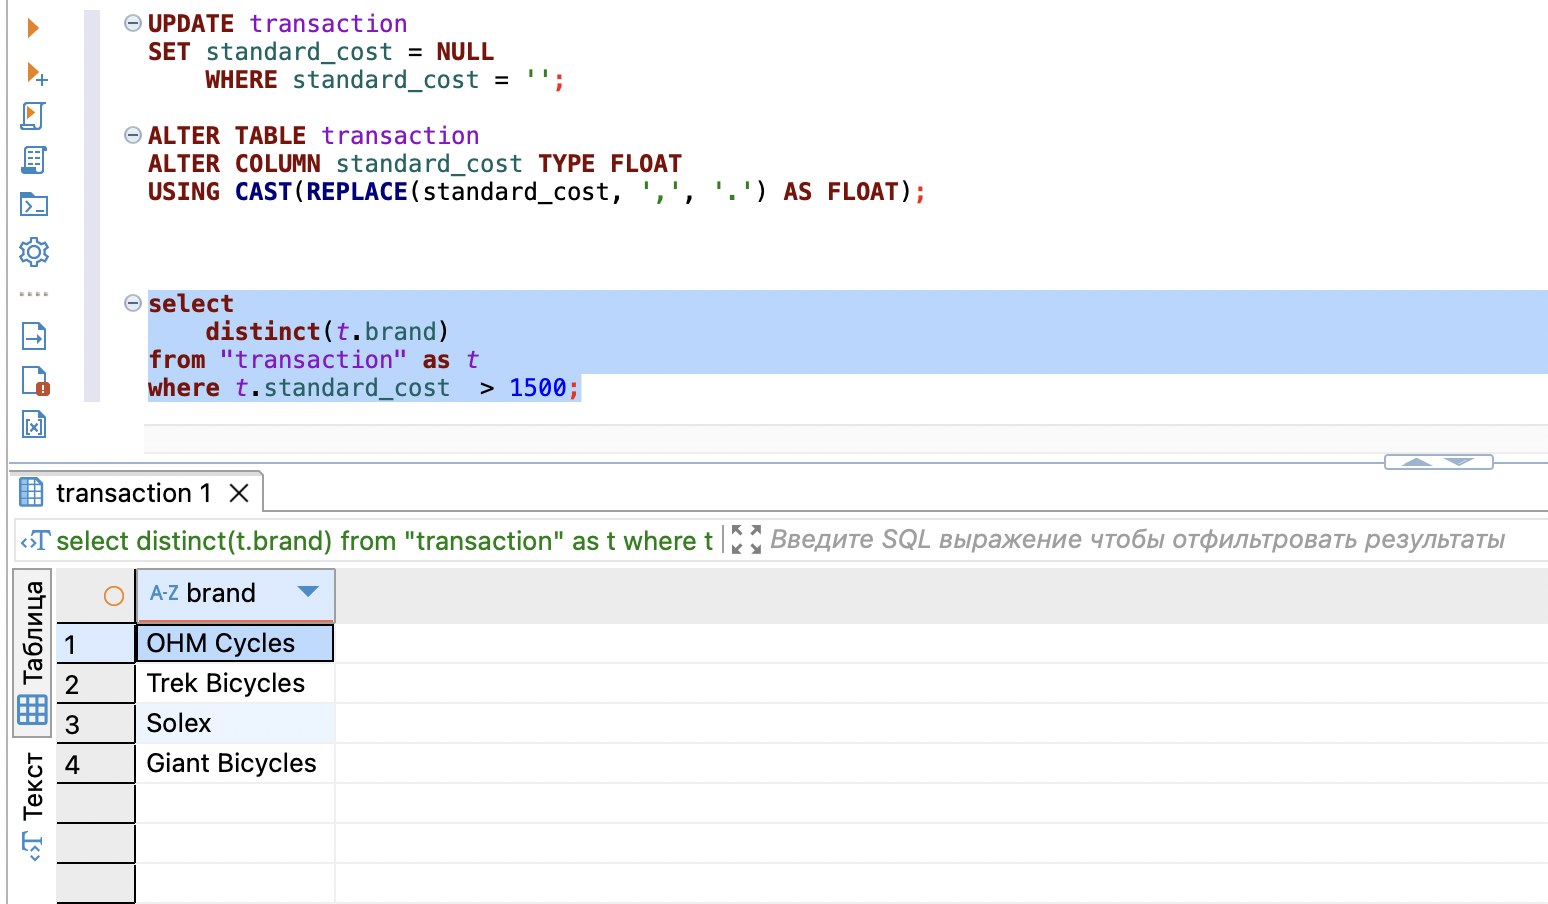 UPDATE transaction
SET standard_cost = NULL
    WHERE standard_cost = '';
ALTER TABLE transaction
ALTER COLUMN standard_cost TYPE FLOAT
USING CAST(REPLACE(standard_cost, ',', '.') AS FLOAT);
select
    distinct(t.brand)
from "transaction" as t
where t.standard_cost  > 1500;
transaction 1
select distinct(t.brand) from "transaction" as t where t
Введите SQL выражение чтобы отфильтровать результаты
Таблица
Текст
A-Z brand
1 OHM Cycles
2 Trek Bicycles
3 Solex
4 Giant Bicycles